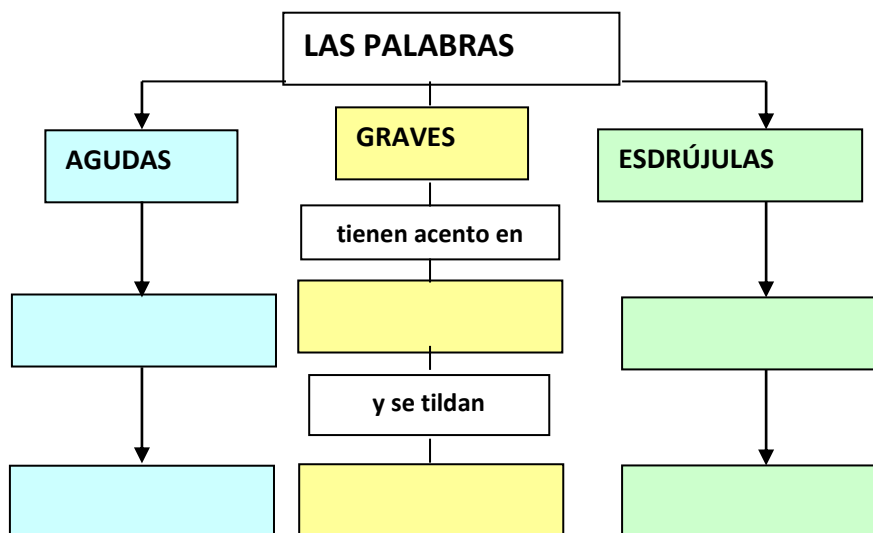 LAS PALABRAS
AGUDAS
GRAVES
ESDRÚJULAS
tienen acento en
y se tildan